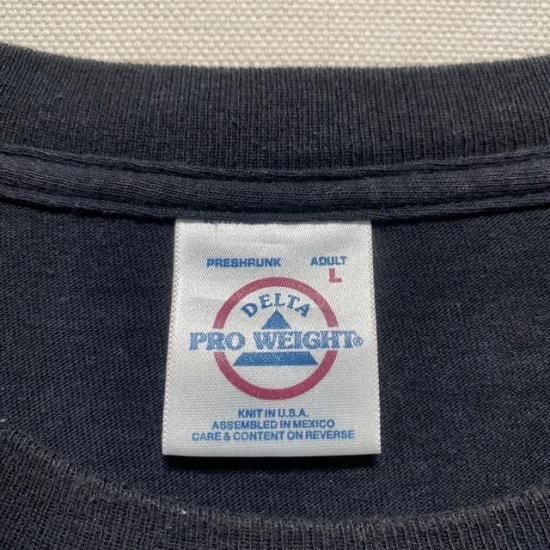 PRESHRUNK ADULT
L
DELTA
PRO WEIGHT®
KNIT IN U.S.A.
ASSEMBLED IN MEXICO
CARE & CONTENT ON REVERSE